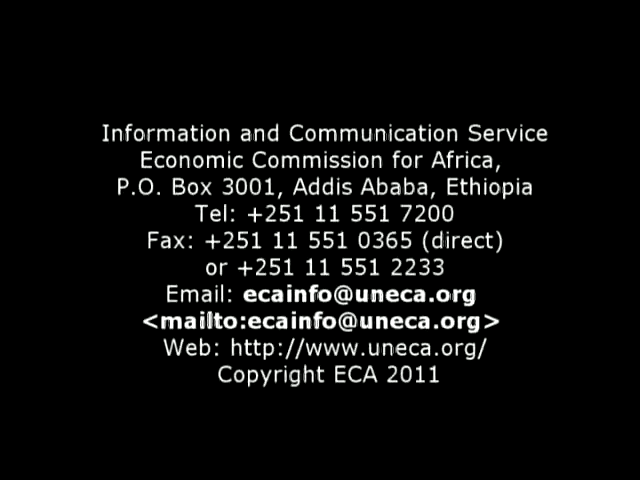 Information and Communication Service
Economic Commission for Africa,
P.O. Box 3001, Addis Ababa, Ethiopia
Tel: +251 11 551 7200
Fax: +251 11 551 0365 (direct)
or +251 11 551 2233
Email: ecainfo@uneca.org
<mailto:ecainfo@uneca.org>
Web: http://www.uneca.org/
Copyright ECA 2011